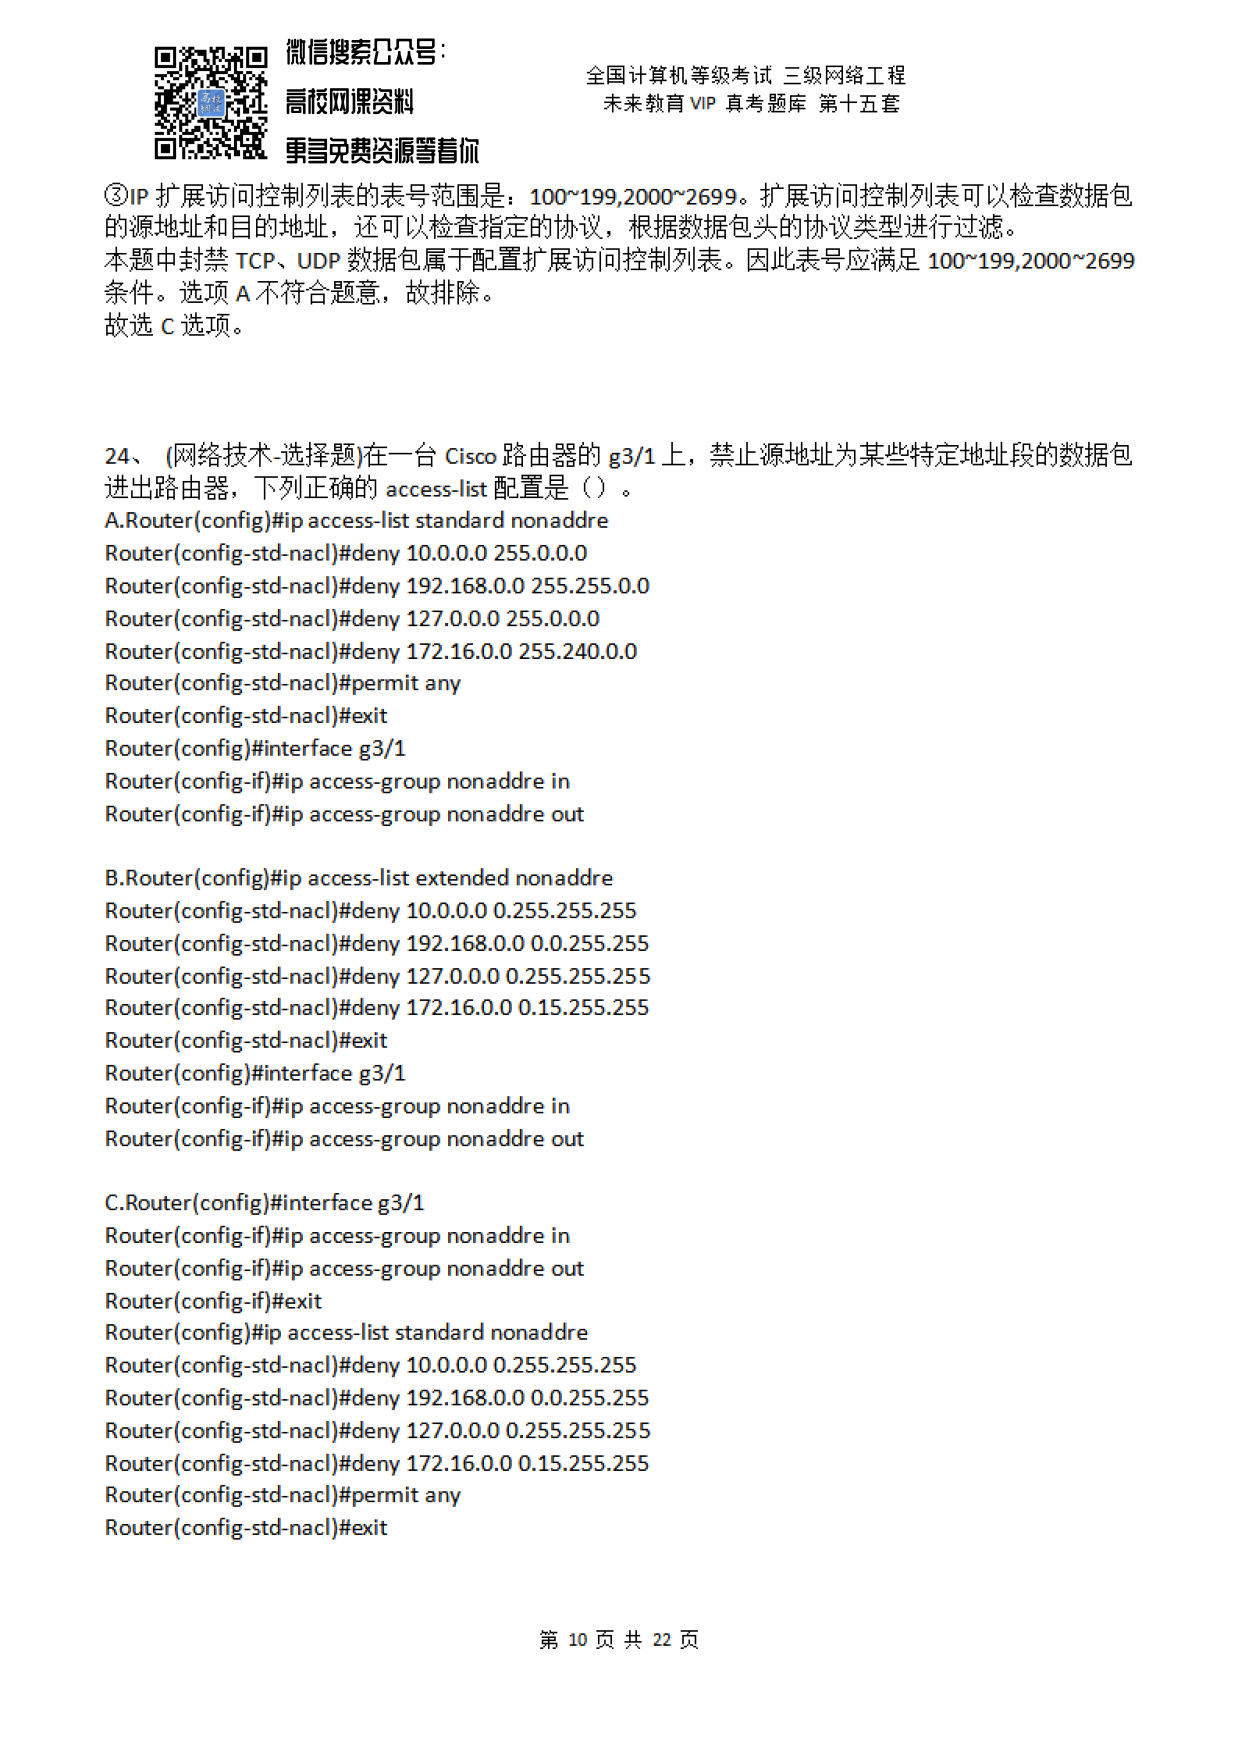 微信搜索公众号：
高校网课资料
更多免费资源等着你
全国计算机等级考试 三级网络工程
未来教育 VIP 真考题库 第十五套
③IP 扩展访问控制列表的表号范围是：100~199,2000~2699。扩展访问控制列表可以检查数据包
的源地址和目的地址，还可以检查指定的协议，根据数据包头的协议类型进行过滤。
本题中封禁 TCP、UDP 数据包属于配置扩展访问控制列表。因此表号应满足 100~199,2000~2699
条件。选项 A 不符合题意，故排除。
故选 C 选项。
24、 (网络技术-选择题)在一台 Cisco 路由器的 g3/1 上，禁止源地址为某些特定地址段的数据包
进出路由器，下列正确的 access-list 配置是（）。
A.Router(config)#ip access-list standard nonaddre
Router(config-std-nacl)#deny 10.0.0.0 255.0.0.0
Router(config-std-nacl)#deny 192.168.0.0 255.255.0.0
Router(config-std-nacl)#deny 127.0.0.0 255.0.0.0
Router(config-std-nacl)#deny 172.16.0.0 255.240.0.0
Router(config-std-nacl)#permit any
Router(config-std-nacl)#exit
Router(config)#interface g3/1
Router(config-if)#ip access-group nonaddre in
Router(config-if)#ip access-group nonaddre out
B.Router(config)#ip access-list extended nonaddre
Router(config-std-nacl)#deny 10.0.0.0 0.255.255.255
Router(config-std-nacl)#deny 192.168.0.0 0.0.255.255
Router(config-std-nacl)#deny 127.0.0.0 0.255.255.255
Router(config-std-nacl)#deny 172.16.0.0 0.15.255.255
Router(config-std-nacl)#exit
Router(config)#interface g3/1
Router(config-if)#ip access-group nonaddre in
Router(config-if)#ip access-group nonaddre out
C.Router(config)#interface g3/1
Router(config-if)#ip access-group nonaddre in
Router(config-if)#ip access-group nonaddre out
Router(config-if)#exit
Router(config)#ip access-list standard nonaddre
Router(config-std-nacl)#deny 10.0.0.0 0.255.255.255
Router(config-std-nacl)#deny 192.168.0.0 0.0.255.255
Router(config-std-nacl)#deny 127.0.0.0 0.255.255.255
Router(config-std-nacl)#deny 172.16.0.0 0.15.255.255
Router(config-std-nacl)#permit any
Router(config-std-nacl)#exit
第 10 页 共 22 页